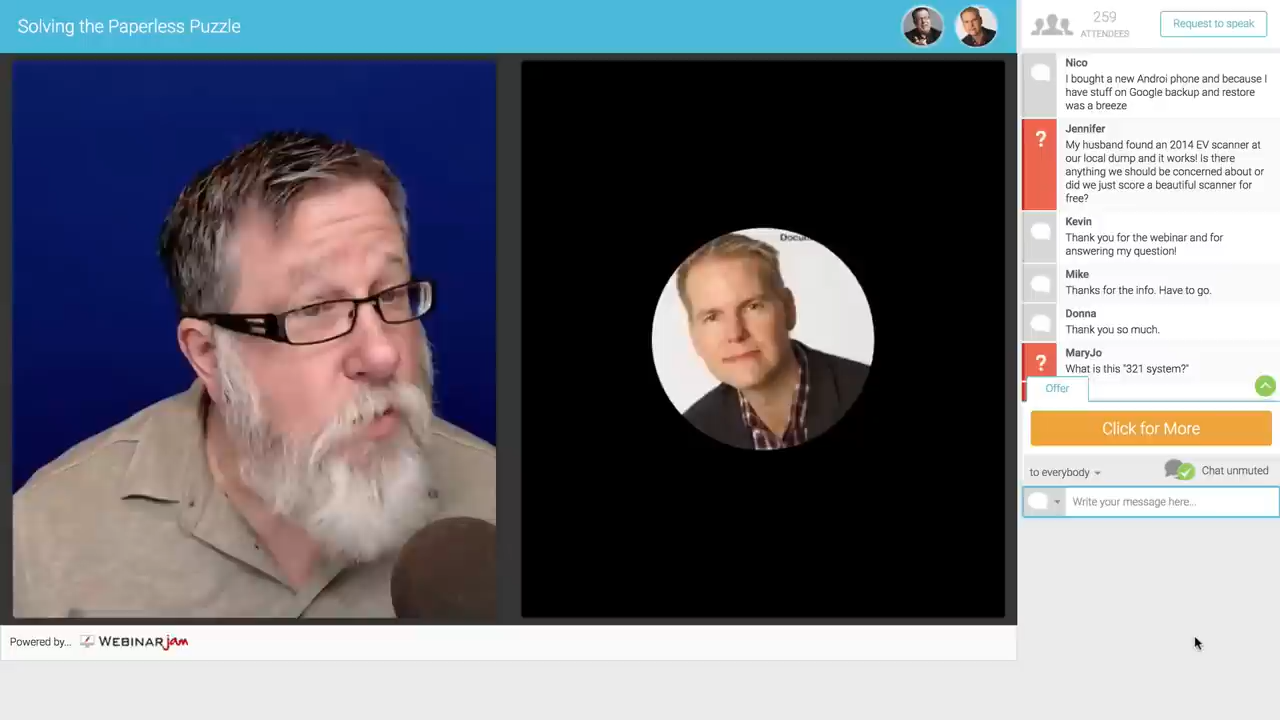 Solving the Paperless Puzzle
259
ATTENDEES
Request to speak
Nico
I bought a new Androi phone and because I
have stuff on Google backup and restore
was a breeze
?
Jennifer
My husband found an 2014 EV scanner at
our local dump and it works! Is there
anything we should be concerned about or
did we just score a beautiful scanner for
free?
Kevin
Thank you for the webinar and for
answering my question!
Mike
Thanks for the info. Have to go.
Donna
Thank you so much.
?
MaryJo
What is this "321 system?"
Offer
Click for More
to everybody
Chat unmuted
Write your message here...
Powered by...
WEBINARjam